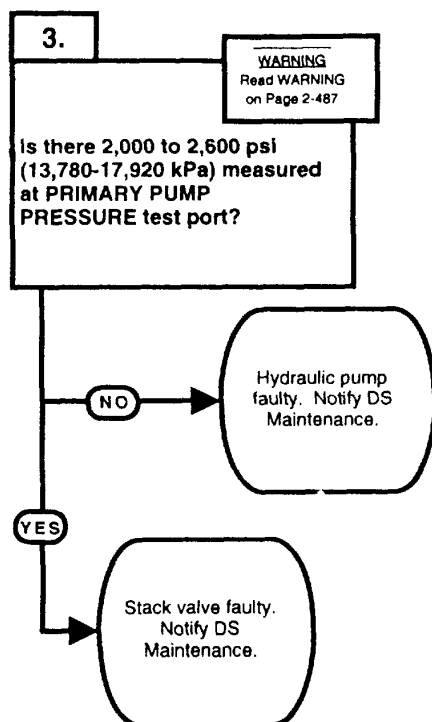 3.
WARNING
Read WARNING
on Page 2-487
Is there 2,000 to 2,600 psi
(13,780-17,920 kPa) measured
at PRIMARY PUMP
PRESSURE test port?
NO
Hydraulic pump
faulty. Notify DS
Maintenance.
YES
Stack valve faulty.
Notify DS
Maintenance.